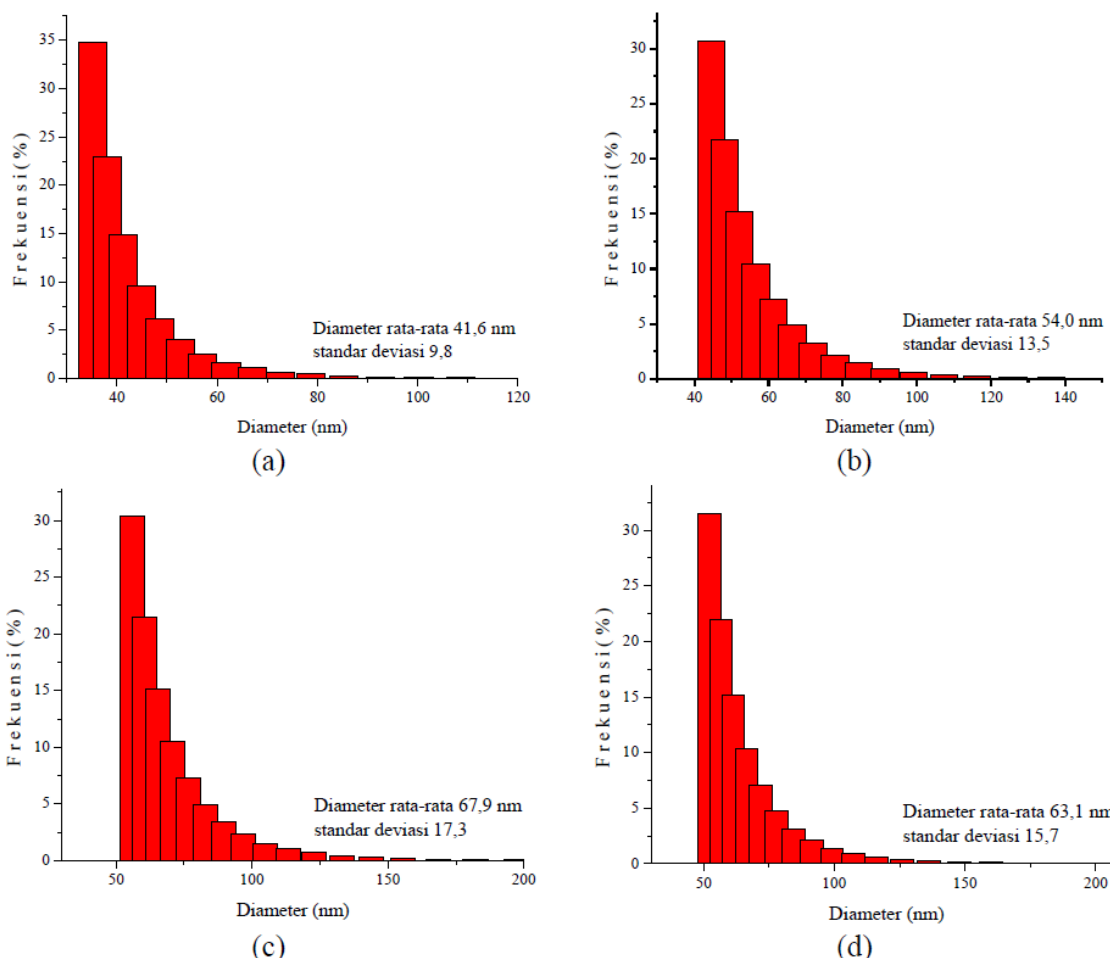 35
30
25
20
15
10
5
0
Frekuensi (%)
Diameter rata-rata 41,6 nm
standar deviasi 9,8
40 60 80 100 120
Diameter (nm)
(a)
30
25
20
15
10
5
0
Frekuensi (%)
Diameter rata-rata 54,0 nm
standar deviasi 13,5
40 60 80 100 120 140
Diameter (nm)
(b)
30
25
20
15
10
5
0
Frekuensi (%)
Diameter rata-rata 67,9 nm
standar deviasi 17,3
50 100 150 200
Diameter (nm)
(c)
30
25
20
15
10
5
0
Frekuensi (%)
Diameter rata-rata 63,1 nm
standar deviasi 15,7
50 100 150 200
Diameter (nm)
(d)